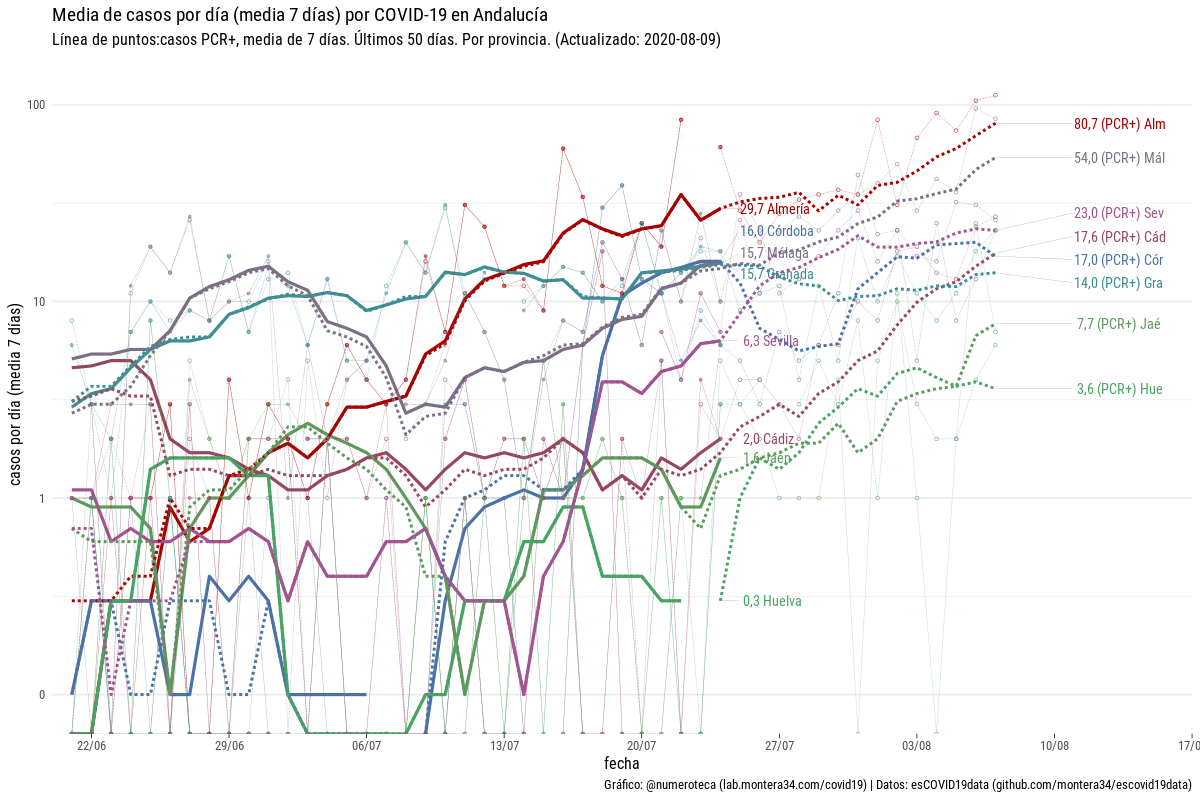 Media de casos por día (media 7 días) por COVID-19 en Andalucía
Línea de puntos:casos PCR+, media de 7 días. Últimos 50 días. Por provincia. (Actualizado: 2020-08-09)
casos por día (media 7 días)
100
10
1
0
80,7 (PCR+) Alm
54,0 (PCR+) Mál
23,0 (PCR+) Sev
17,6 (PCR+) Cád
17,0 (PCR+) Cór
14,0 (PCR+) Gra
7,7 (PCR+) Jaé
3,6 (PCR+) Hue
29,7 Almería
16,0 Córdoba
15,7 Málaga
15,7 Granada
6,3 Sevilla
2,0 Cádiz
1,6 Jaén
0,3 Huelva
22/06 29/06 06/07 13/07 20/07 27/07 03/08 10/08 17/0
fecha
Gráfico: @numeroteca (lab.montera34.com/covid19) | Datos: esCOVID19data (github.com/montera34/escovid19data)